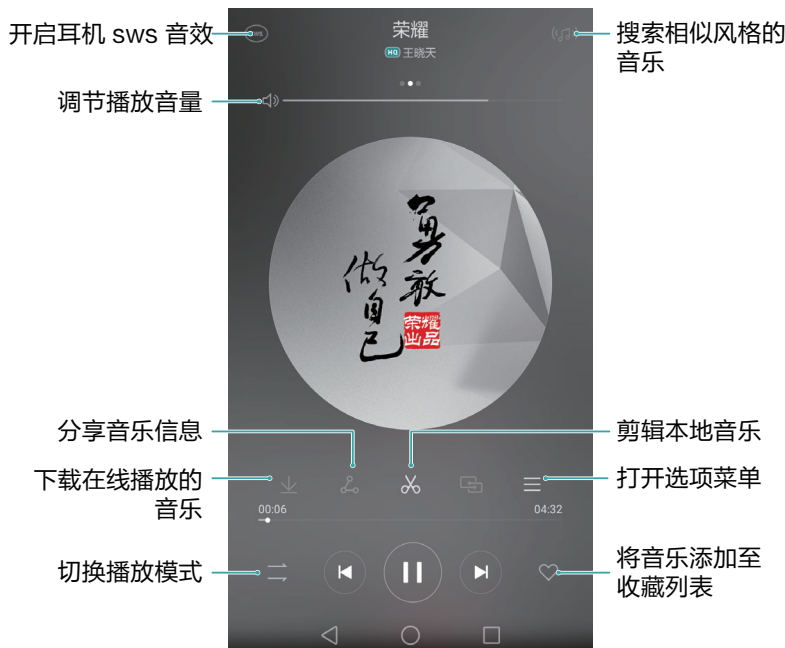 开启耳机 sws 音效
sws
荣耀
HQ 王晓天
搜索相似风格的
音乐
调节播放音量
勇敢
做自己
荣耀
出品
分享音乐信息
剪辑本地音乐
下载在线播放的
音乐
打开选项菜单
00:06
04:32
切换播放模式
将音乐添加至
收藏列表